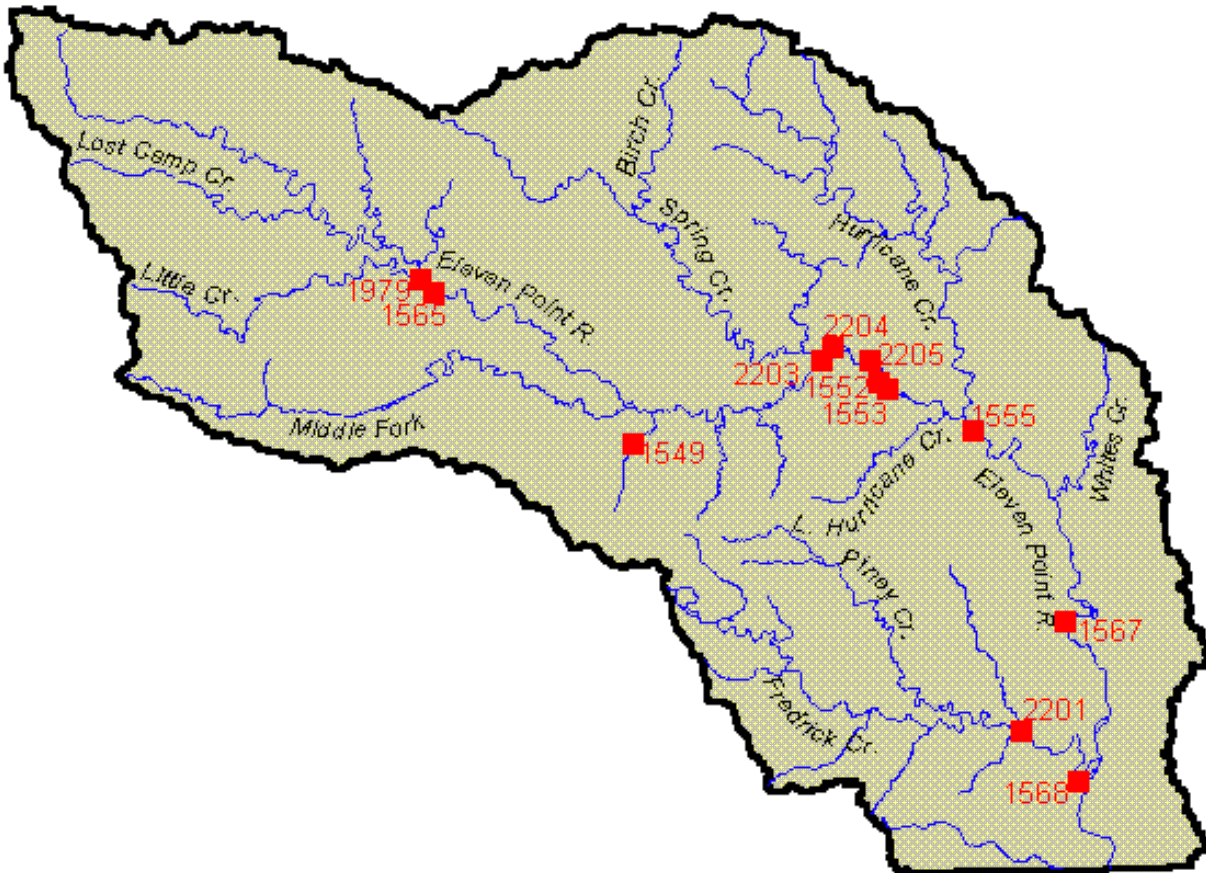 Birch Cr.
Lost Camp Cr.
Spring Cr.
Hurricane Cr.
Eleven Point R.
Little Cr.
1979
1565
2204
2203
2205
1552
1553
Middle Fork
1549
1555
Whites Cr.
L. Hurricane Cr.
Eleven Point R.
Piney Cr.
1567
Fredrick Cr.
2201
1568